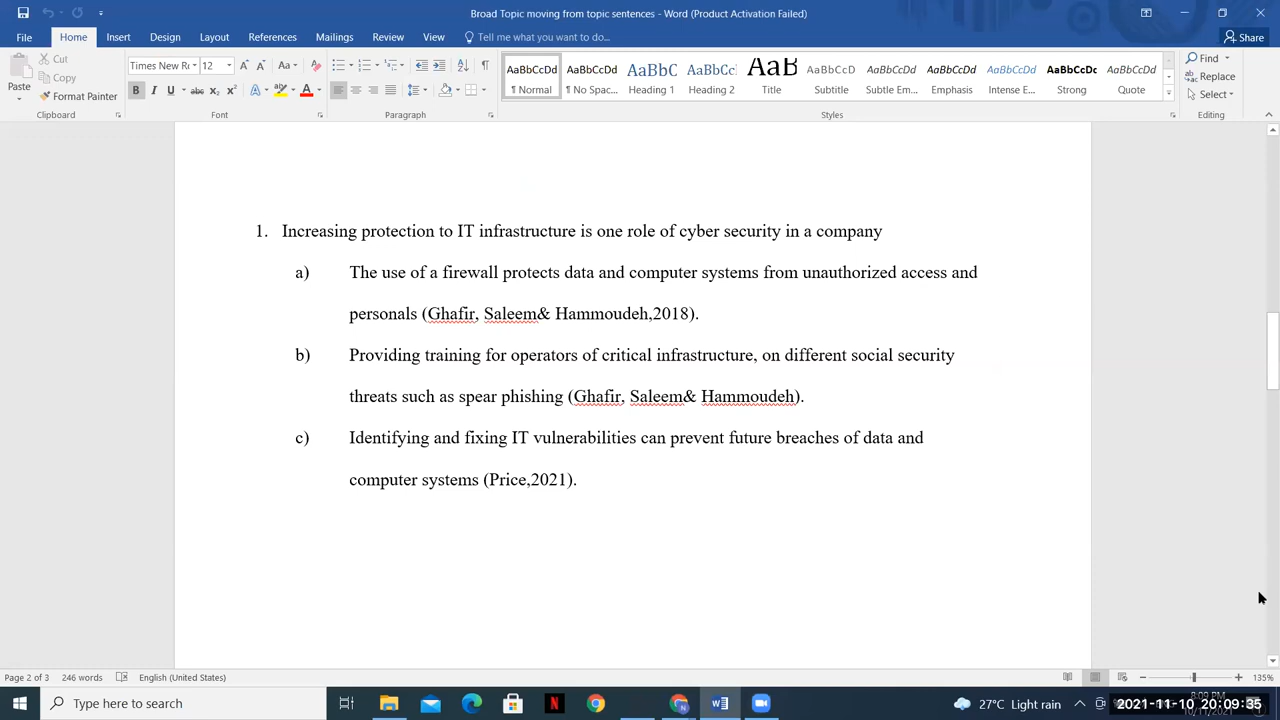 Broad Topic moving from topic sentences - Word (Product Activation Failed)
File Home Insert Design Layout References Mailings Review View Tell me what you want to do... Share
Paste Cut Copy Format Painter Clipboard
Times New Ro 12 Aa Font
B I U abc x₂ x² A A
Paragraph
AaBbCcDd ¶ Normal
AaBbCcDd ¶ No Spac...
AaBbC Heading 1
AaBbCc Heading 2
AaB Title
AaBbCcD Subtitle
AaBbCcDd Subtle Em...
AaBbCcDd Emphasis
AaBbCcDd Intense E...
AaBbCcDc Strong
AaBbCcDd Quote
Styles
Find Replace Select Editing
1. Increasing protection to IT infrastructure is one role of cyber security in a company
a) The use of a firewall protects data and computer systems from unauthorized access and
personals (Ghafir, Saleem& Hammoudeh,2018).
b) Providing training for operators of critical infrastructure, on different social security
threats such as spear phishing (Ghafir, Saleem& Hammoudeh).
c) Identifying and fixing IT vulnerabilities can prevent future breaches of data and
computer systems (Price,2021).
Page 2 of 3 246 words English (United States) 135%
Type here to search 27°C Light rain 2021-11-10 20:09:35